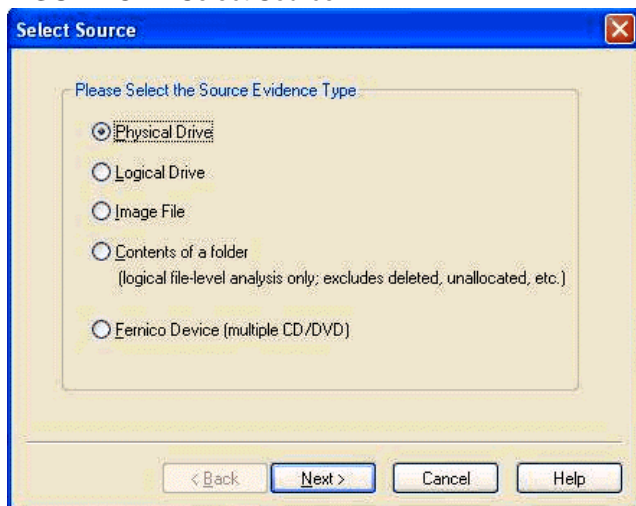 Select Source
Please Select the Source Evidence Type
Physical Drive
Logical Drive
Image File
Contents of a folder
(logical file-level analysis only; excludes deleted, unallocated, etc.)
Fernico Device (multiple CD/DVD)
< Back Next > Cancel Help